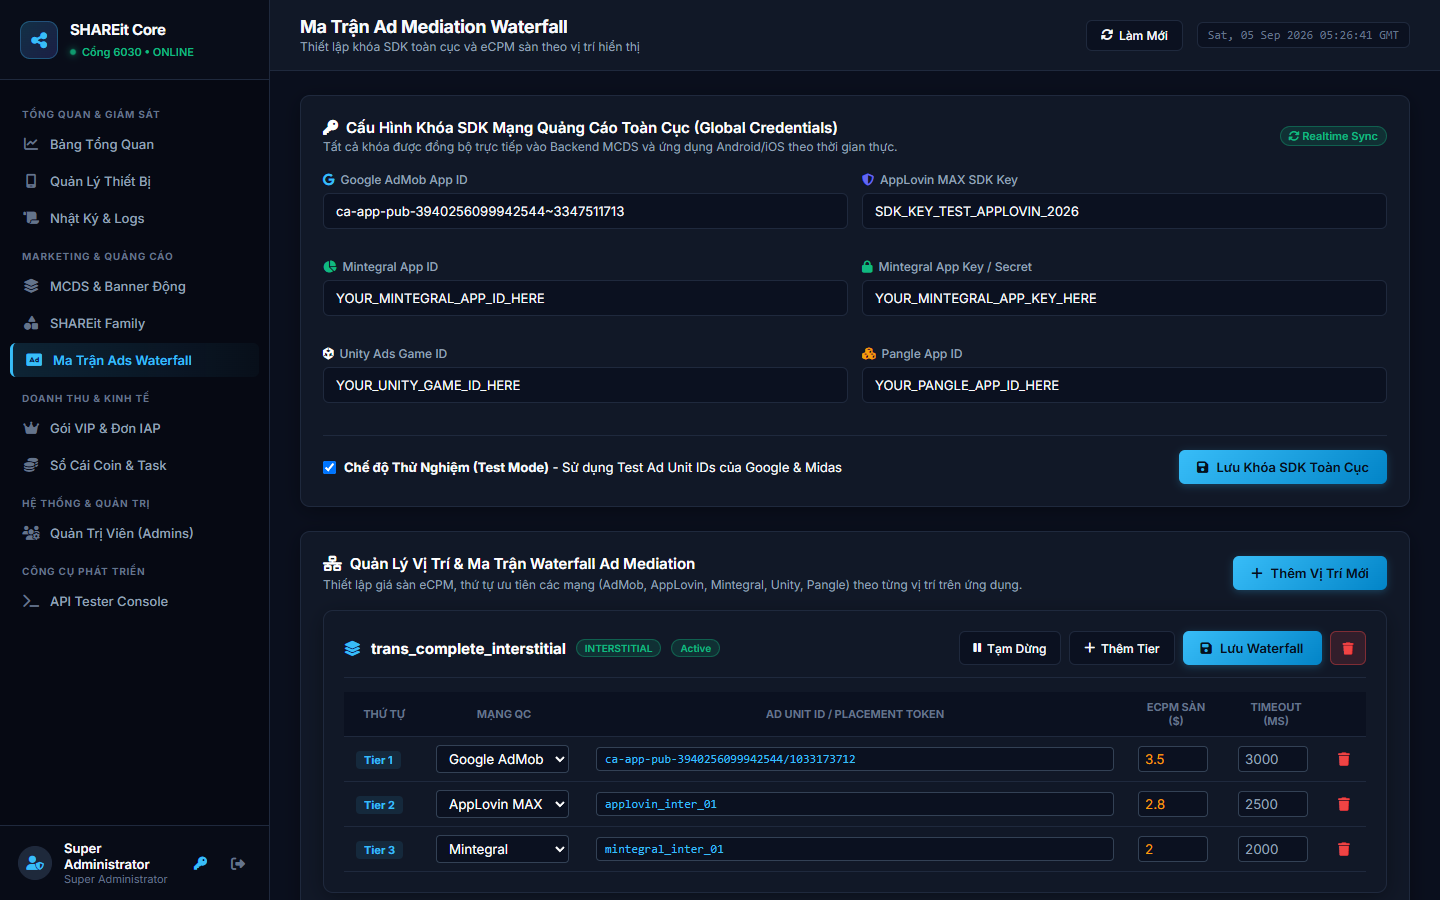 SHAREit Core
Cổng 6030 • ONLINE
TỔNG QUAN & GIÁM SÁT
Bảng Tổng Quan
Quản Lý Thiết Bị
Nhật Ký & Logs
MARKETING & QUẢNG CÁO
MCDS & Banner Động
SHAREit Family
Ad
Ma Trận Ads Waterfall
DOANH THU & KINH TẾ
Gói VIP & Đơn IAP
Sổ Cái Coin & Task
HỆ THỐNG & QUẢN TRỊ
Quản Trị Viên (Admins)
CÔNG CỤ PHÁT TRIỂN
API Tester Console
Super Administrator
Super Administrator
Ma Trận Ad Mediation Waterfall
Thiết lập khóa SDK toàn cục và eCPM sàn theo vị trí hiển thị
Làm Mới
Sat, 05 Sep 2026 05:26:41 GMT
Cấu Hình Khóa SDK Mạng Quảng Cáo Toàn Cục (Global Credentials)
Tất cả khóa được đồng bộ trực tiếp vào Backend MCDS và ứng dụng Android/iOS theo thời gian thực.
Realtime Sync
Google AdMob App ID
ca-app-pub-3940256099942544~3347511713
AppLovin MAX SDK Key
SDK_KEY_TEST_APPLOVIN_2026
Mintegral App ID
YOUR_MINTEGRAL_APP_ID_HERE
Mintegral App Key / Secret
YOUR_MINTEGRAL_APP_KEY_HERE
Unity Ads Game ID
YOUR_UNITY_GAME_ID_HERE
Pangle App ID
YOUR_PANGLE_APP_ID_HERE
Chế độ Thử Nghiệm (Test Mode) - Sử dụng Test Ad Unit IDs của Google & Midas
Lưu Khóa SDK Toàn Cục
Quản Lý Vị Trí & Ma Trận Waterfall Ad Mediation
Thiết lập giá sàn eCPM, thứ tự ưu tiên các mạng (AdMob, AppLovin, Mintegral, Unity, Pangle) theo từng vị trí trên ứng dụng.
Thêm Vị Trí Mới
trans_complete_interstitial
INTERSTITIAL
Active
Tạm Dừng
Thêm Tier
Lưu Waterfall
THỨ TỰ MẠNG QC AD UNIT ID / PLACEMENT TOKEN ECPM SÀN ($) TIMEOUT (MS)
Tier 1 Google AdMob ca-app-pub-3940256099942544/1033173712 3.5 3000
Tier 2 AppLovin MAX applovin_inter_01 2.8 2500
Tier 3 Mintegral mintegral_inter_01 2 2000